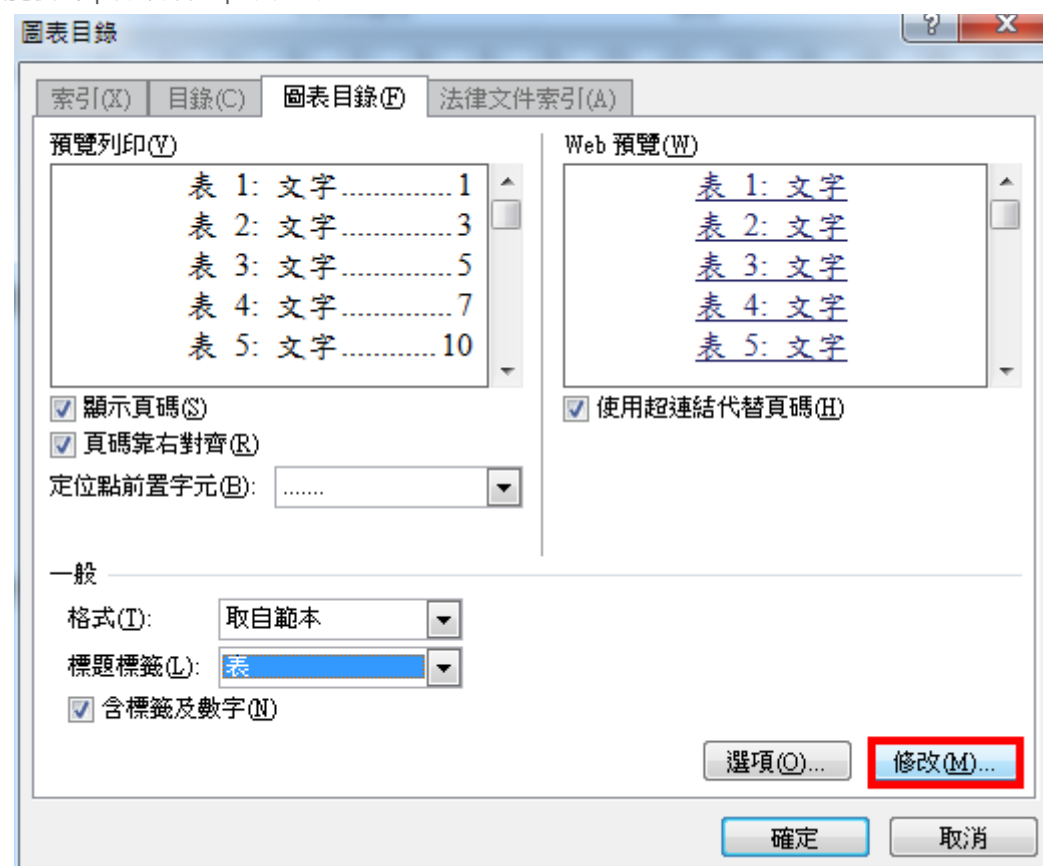 圖表目錄
索引(X) 目錄(C) 圖表目錄(F) 法律文件索引(A)
預覽列印(V)
表 1: 文字..............1
表 2: 文字..............3
表 3: 文字..............5
表 4: 文字..............7
表 5: 文字............10
Web 預覽(W)
表 1: 文字
表 2: 文字
表 3: 文字
表 4: 文字
表 5: 文字
顯示頁碼(S)
頁碼靠右對齊(R)
定位點前置字元(B): .......
使用超連結代替頁碼(H)
一般
格式(T): 取自範本
標題標籤(L): 表
含標籤及數字(N)
選項(O)... 修改(M)...
確定 取消